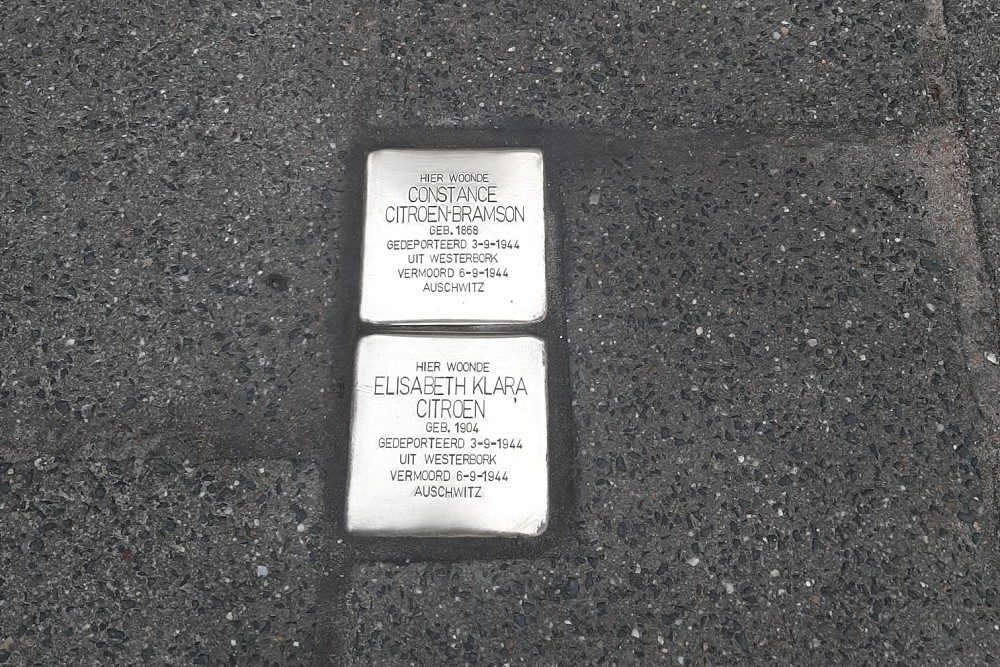 HIER WOONDE
CONSTANCE
CITROEN-BRAMSON
GEB. 1868
GEDEPORTEERD 3-9-1944
UIT WESTERBORK
VERMOORD 6-9-1944
AUSCHWITZ
HIER WOONDE
ELISABETH KLARA
CITROEN
GEB. 1904
GEDEPORTEERD 3-9-1944
UIT WESTERBORK
VERMOORD 6-9-1944
AUSCHWITZ